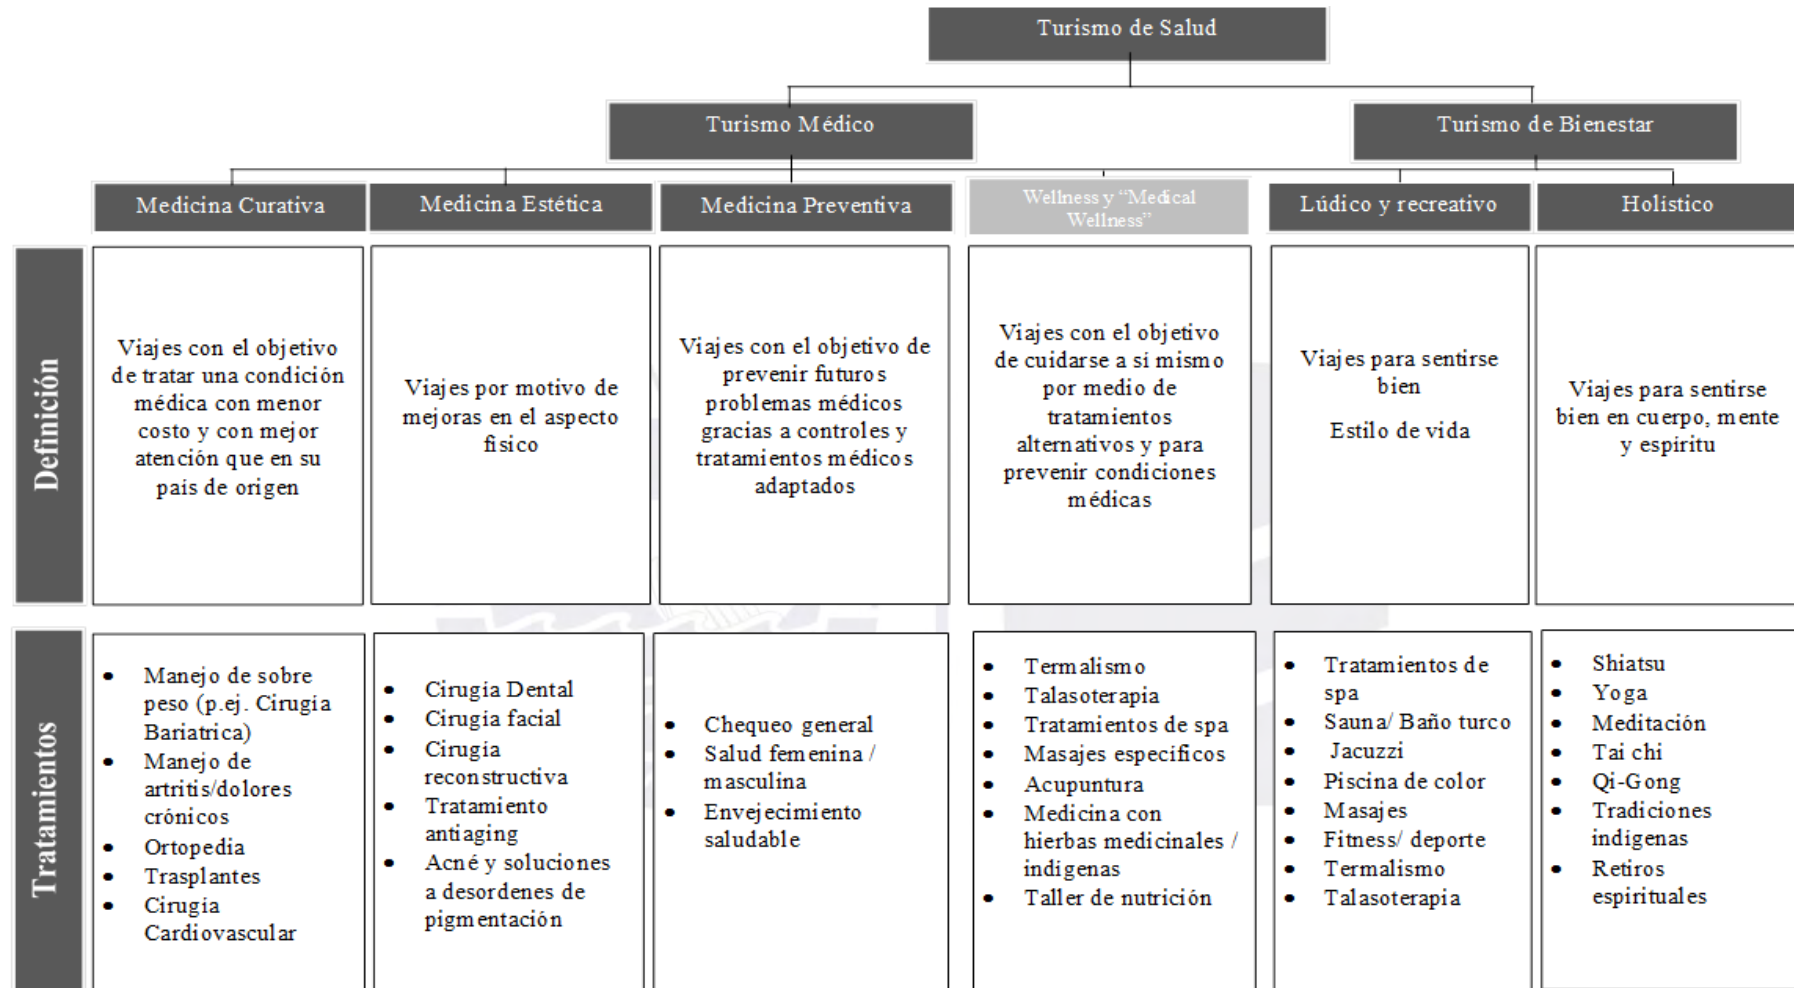 Turismo de Salud
Turismo Médico
Turismo de Bienestar
Medicina Curativa
Medicina Estética
Medicina Preventiva
Wellness y “Medical
Wellness”
Lúdico y recreativo
Holistico
Definición
Viajes con el objetivo
de tratar una condición
médica con menor
costo y con mejor
atención que en su
país de origen
Viajes por motivo de
mejoras en el aspecto
físico
Viajes con el objetivo de
prevenir futuros
problemas médicos
gracias a controles y
tratamientos médicos
adaptados
Viajes con el objetivo
de cuidarse a sí mismo
por medio de
tratamientos
alternativos y para
prevenir condiciones
médicas
Viajes para sentirse
bien
Estilo de vida
Viajes para sentirse
bien en cuerpo, mente
y espíritu
Tratamientos
• Manejo de sobre
peso (p.ej. Cirugía
Bariatrica)
• Manejo de
artritis/dolores
crónicos
• Ortopedia
• Trasplantes
• Cirugía
Cardiovascular
• Cirugía Dental
• Cirugía facial
• Cirugía
reconstructiva
• Tratamiento
antiaging
• Acné y soluciones
a desordenes de
pigmentación
• Chequeo general
• Salud femenina /
masculina
• Envejecimiento
saludable
• Termalismo
• Talasoterapia
• Tratamientos de spa
• Masajes específicos
• Acupuntura
• Medicina con
hierbas medicinales /
indígenas
• Taller de nutrición
• Tratamientos de
spa
• Sauna/ Baño turco
• Jacuzzi
• Piscina de color
• Masajes
• Fitness/ deporte
• Termalismo
• Talasoterapia
• Shiatsu
• Yoga
• Meditación
• Tai chi
• Qi-Gong
• Tradiciones
indígenas
• Retiros
espirituales